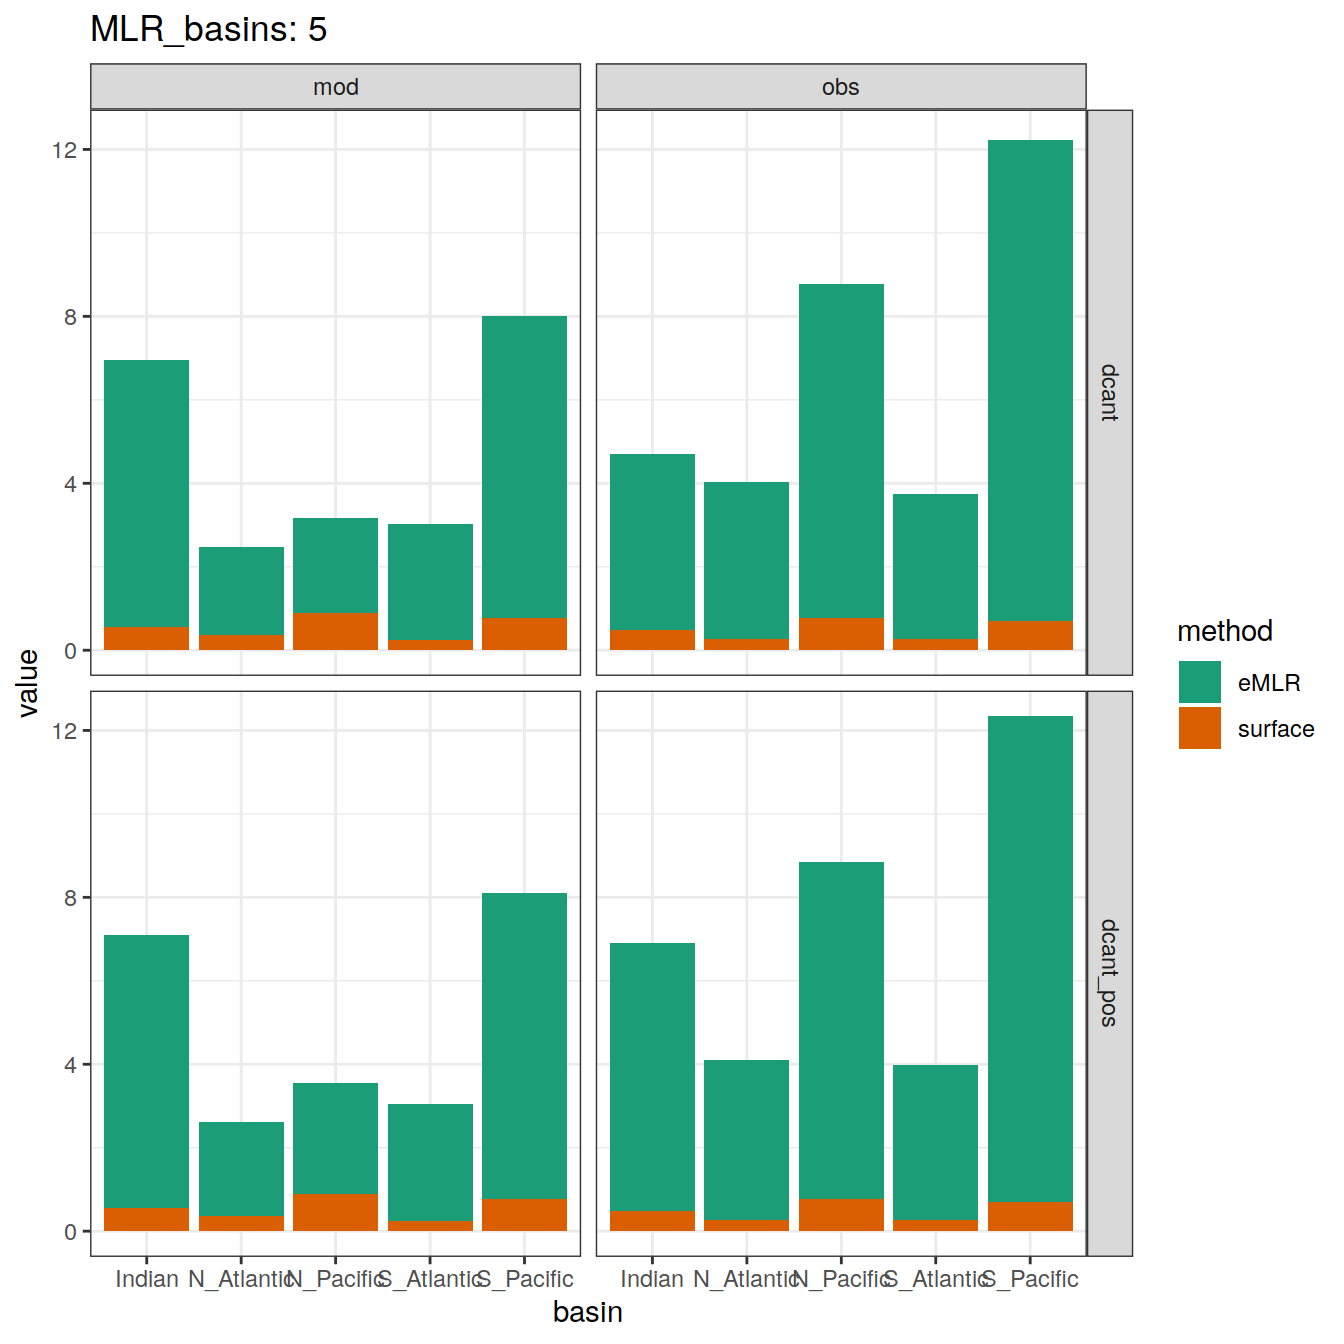 MLR_basins: 5
mod
obs
12
8
4
0
dcant
value
12
8
4
0
dcant_pos
Indian N_Atlantic N_Pacific S_Atlantic S_Pacific
Indian N_Atlantic N_Pacific S_Atlantic S_Pacific
basin
method
eMLR
surface